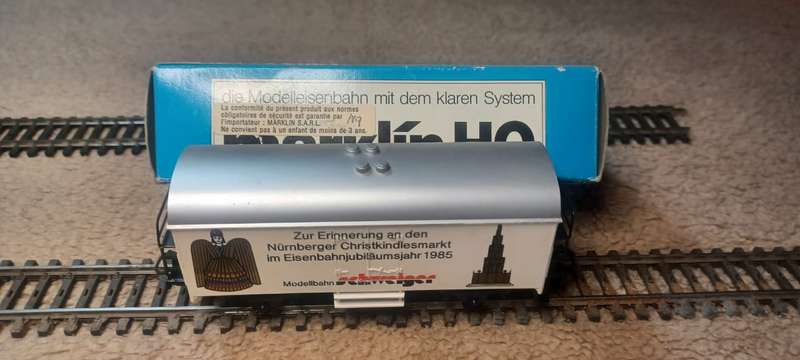 die Modelleisenbahn mit dem klaren System
La conformité du présent produit aux normes
obligatoires de sécurité est garantie par
l'importateur : MÄRKLIN S.A.R.L.
Ne convient pas à un enfant de moins de 3 ans.
märklin HO
Zur Erinnerung an den
Nürnberger Christkindlesmarkt
im Eisenbahnjubiläumsjahr 1985
Modellbahn schweiger